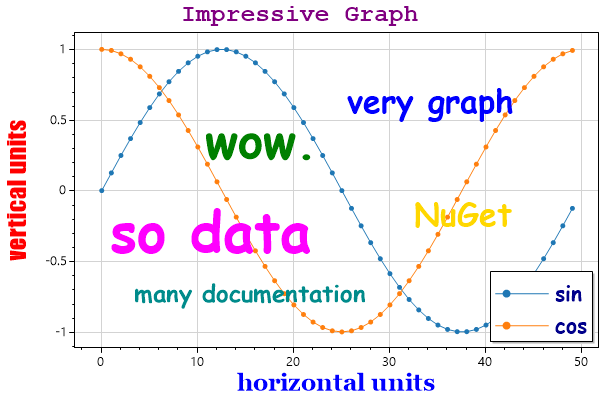 Impressive Graph
vertical units
1
0.5
0
-0.5
-1
very graph
wow.
NuGet
so data
many documentation
sin
cos
0
10
20
30
40
50
horizontal units